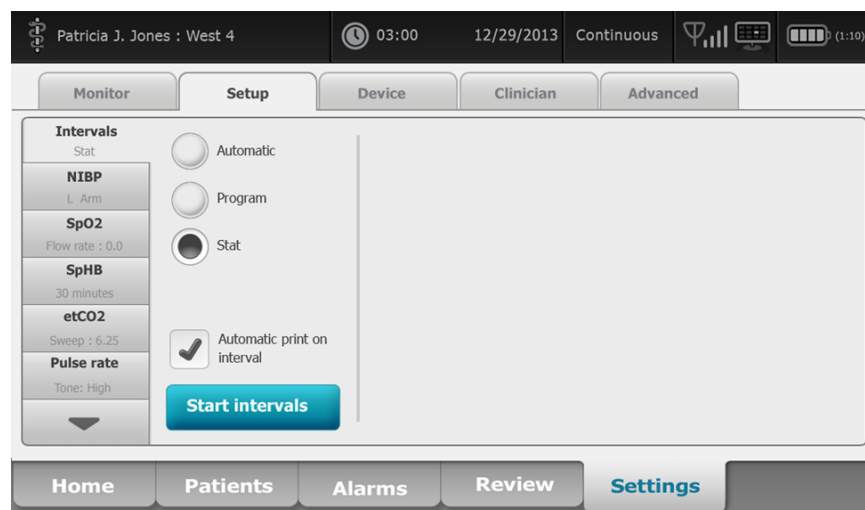 Patricia J. Jones : West 4
03:00
12/29/2013
Continuous
(1:10)
Monitor
Setup
Device
Clinician
Advanced
Intervals
Stat
NIBP
L Arm
SpO2
Flow rate : 0.0
SpHB
30 minutes
etCO2
Sweep : 6.25
Pulse rate
Tone: High
Automatic
Program
Stat
Automatic print on
interval
Start intervals
Home
Patients
Alarms
Review
Settings